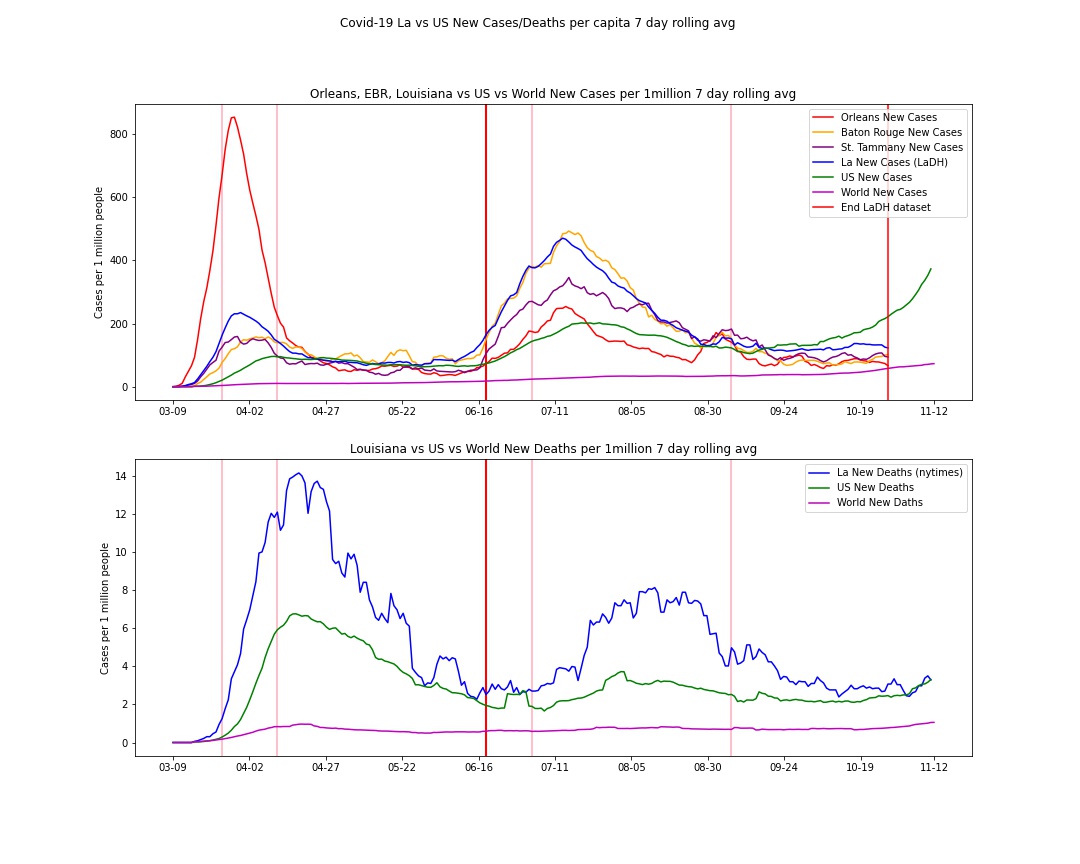 Covid-19 La vs US New Cases/Deaths per capita 7 day rolling avg
Orleans, EBR, Louisiana vs US vs World New Cases per 1million 7 day rolling avg
Cases per 1 million people
800
600
400
200
0
Orleans New Cases
Baton Rouge New Cases
St. Tammany New Cases
La New Cases (LaDH)
US New Cases
World New Cases
End LaDH dataset
03-09 04-02 04-27 05-22 06-16 07-11 08-05 08-30 09-24 10-19 11-12
Louisiana vs US vs World New Deaths per 1million 7 day rolling avg
Cases per 1 million people
14
12
10
8
6
4
2
0
La New Deaths (nytimes)
US New Deaths
World New Daths
03-09 04-02 04-27 05-22 06-16 07-11 08-05 08-30 09-24 10-19 11-12